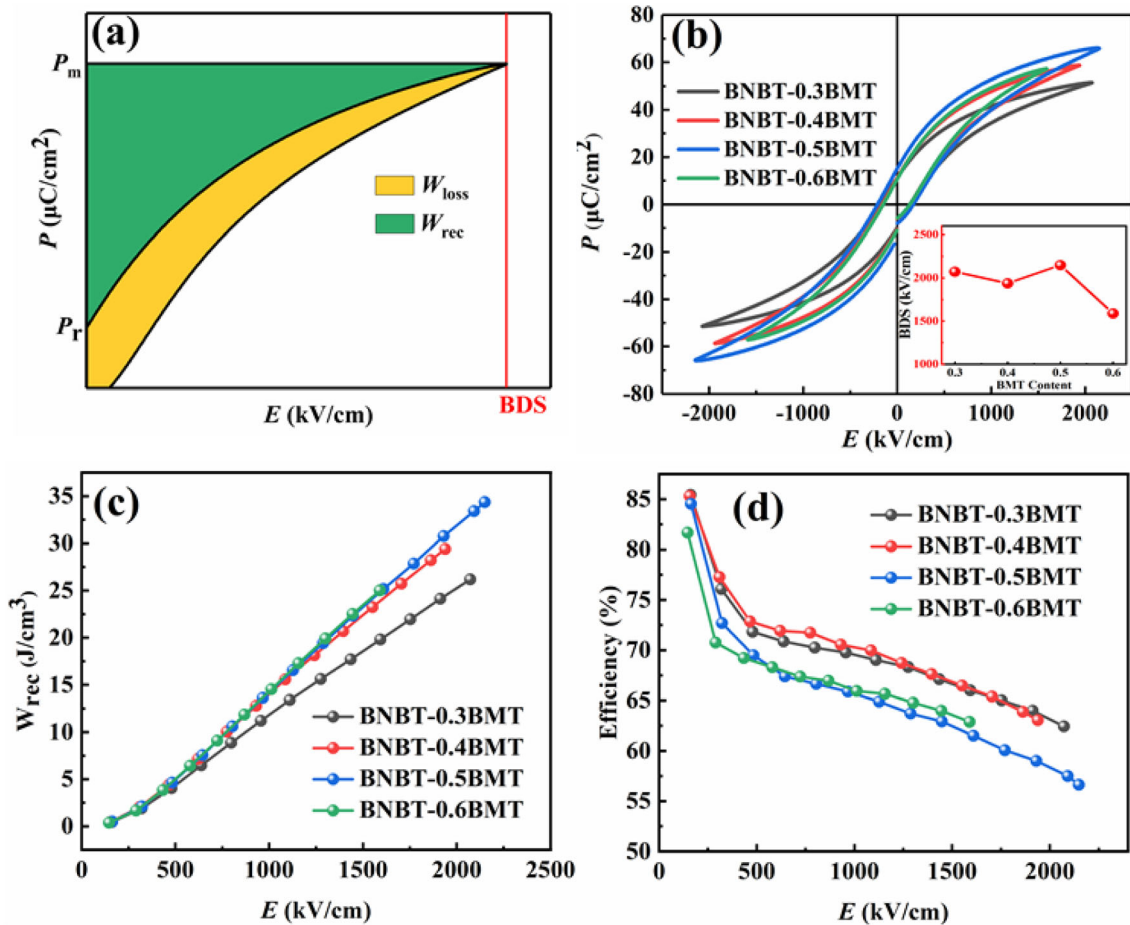 (a)
P_m
P_r
P (μC/cm²)
W_loss
W_rec
E (kV/cm)
BDS
(b)
80
60
40
20
0
-20
-40
-60
-80
P (μC/cm²)
BNBT-0.3BMT
BNBT-0.4BMT
BNBT-0.5BMT
BNBT-0.6BMT
2500
2000
1500
1000
BDS (kV/cm)
0.3 0.4 0.5 0.6
BMT Content
-2000 -1000 0 1000 2000
E (kV/cm)
(c)
35
30
25
20
15
10
5
0
W_rec (J/cm³)
BNBT-0.3BMT
BNBT-0.4BMT
BNBT-0.5BMT
BNBT-0.6BMT
0 500 1000 1500 2000 2500
E (kV/cm)
(d)
85
80
75
70
65
60
55
50
Efficiency (%)
BNBT-0.3BMT
BNBT-0.4BMT
BNBT-0.5BMT
BNBT-0.6BMT
0 500 1000 1500 2000
E (kV/cm)